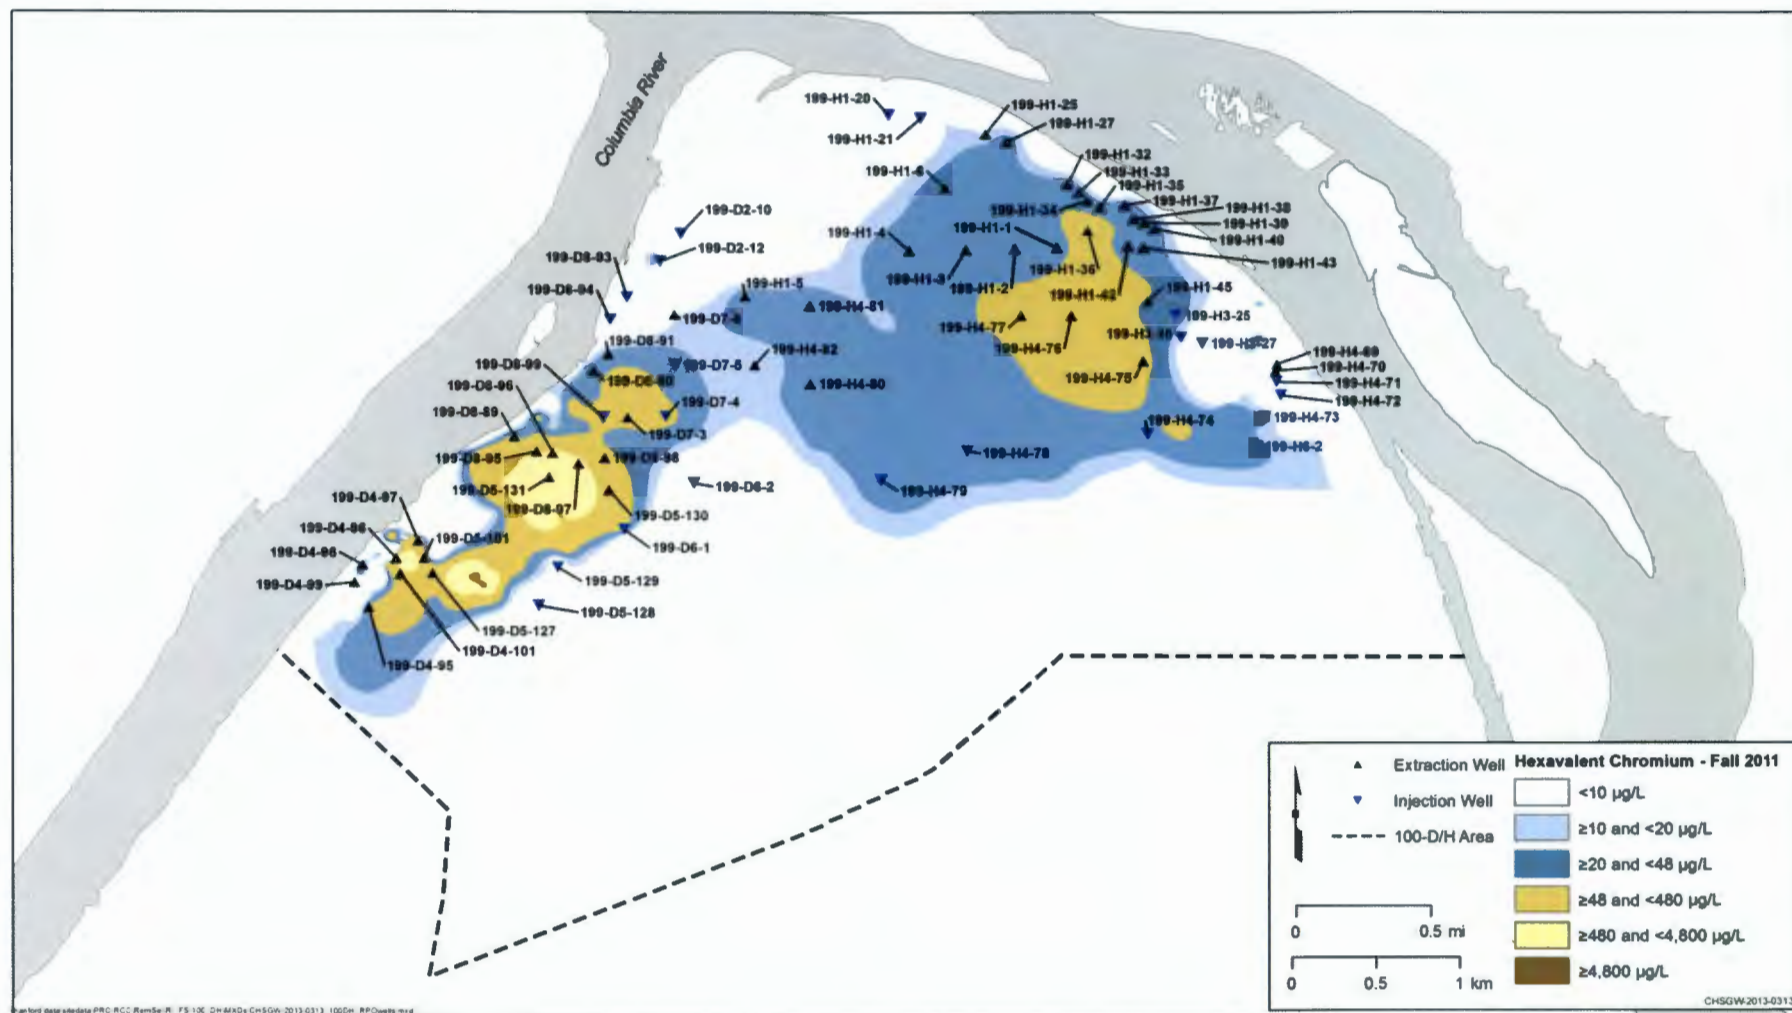 Columbia River
199-H1-20
199-H1-21
199-H1-25
199-H1-27
199-H1-6
199-H1-32
199-H1-33
199-H1-35
199-H1-37
199-H1-38
199-H1-39
199-H1-40
199-H1-43
199-H1-34
199-H1-1
199-H1-4
199-H1-3
199-H1-2
199-H1-36
199-H1-42
199-H1-45
199-D2-10
199-D2-12
199-D8-93
199-D8-94
199-H1-5
199-H4-81
199-D7-6
199-H4-77
199-H4-76
199-H4-75
199-H3-25
199-H4-69
199-H4-70
199-H4-71
199-H4-72
199-H4-73
199-H4-74
199-H6-2
199-D8-91
199-D8-99
199-D7-5
199-H4-82
199-H4-80
199-D8-96
199-D8-89
199-D7-4
199-D7-3
199-D8-95
199-D8-98
199-D5-131
199-D8-97
199-D5-130
199-D6-2
199-H4-78
199-H4-79
199-D4-97
199-D4-98
199-D5-101
199-D4-99
199-D6-1
199-D5-129
199-D5-128
199-D5-127
199-D4-101
199-D4-95
Extraction Well
Injection Well
100-D/H Area
0 0.5 mi
0 0.5 1 km
Hexavalent Chromium - Fall 2011
<10 µg/L
≥10 and <20 µg/L
≥20 and <48 µg/L
≥48 and <480 µg/L
≥480 and <4,800 µg/L
≥4,800 µg/L
CHSGW-2013-0313